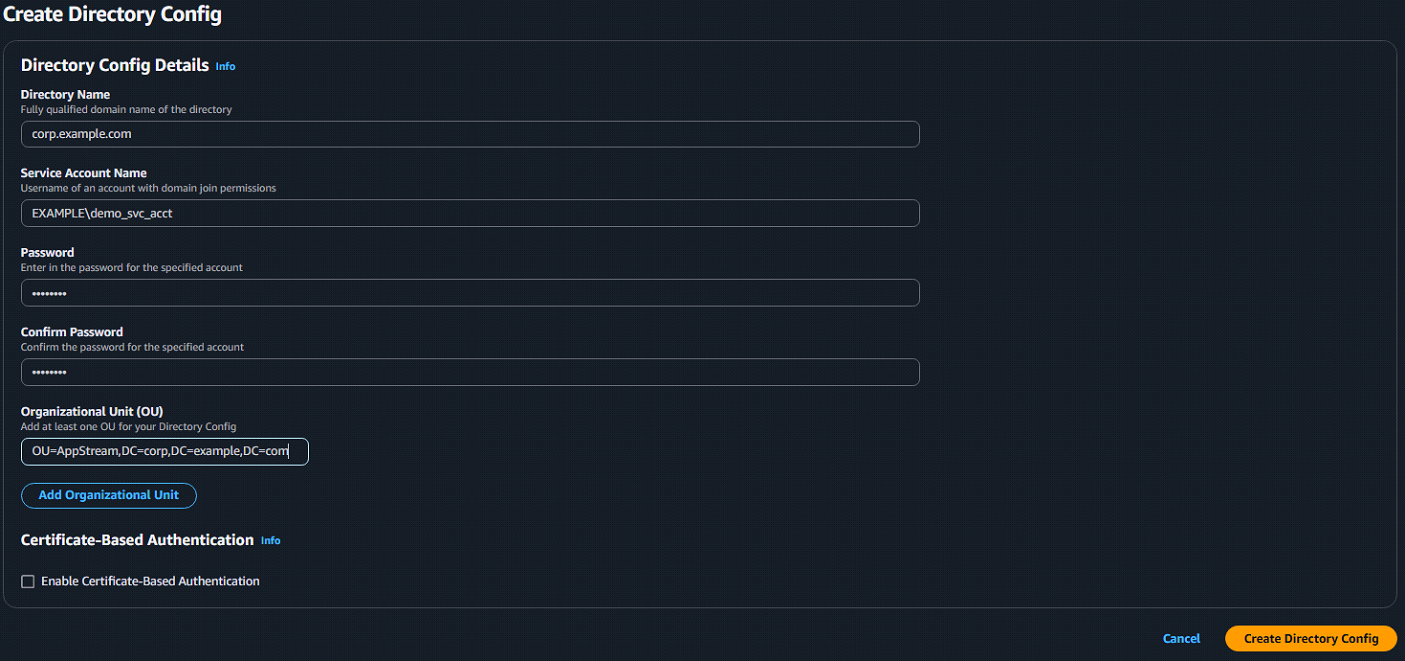 Create Directory Config
Directory Config Details Info
Directory Name
Fully qualified domain name of the directory
corp.example.com
Service Account Name
Username of an account with domain join permissions
EXAMPLE\demo_svc_acct
Password
Enter in the password for the specified account
••••••••
Confirm Password
Confirm the password for the specified account
••••••••
Organizational Unit (OU)
Add at least one OU for your Directory Config
OU=AppStream,DC=corp,DC=example,DC=com
Add Organizational Unit
Certificate-Based Authentication Info
Enable Certificate-Based Authentication
Cancel Create Directory Config